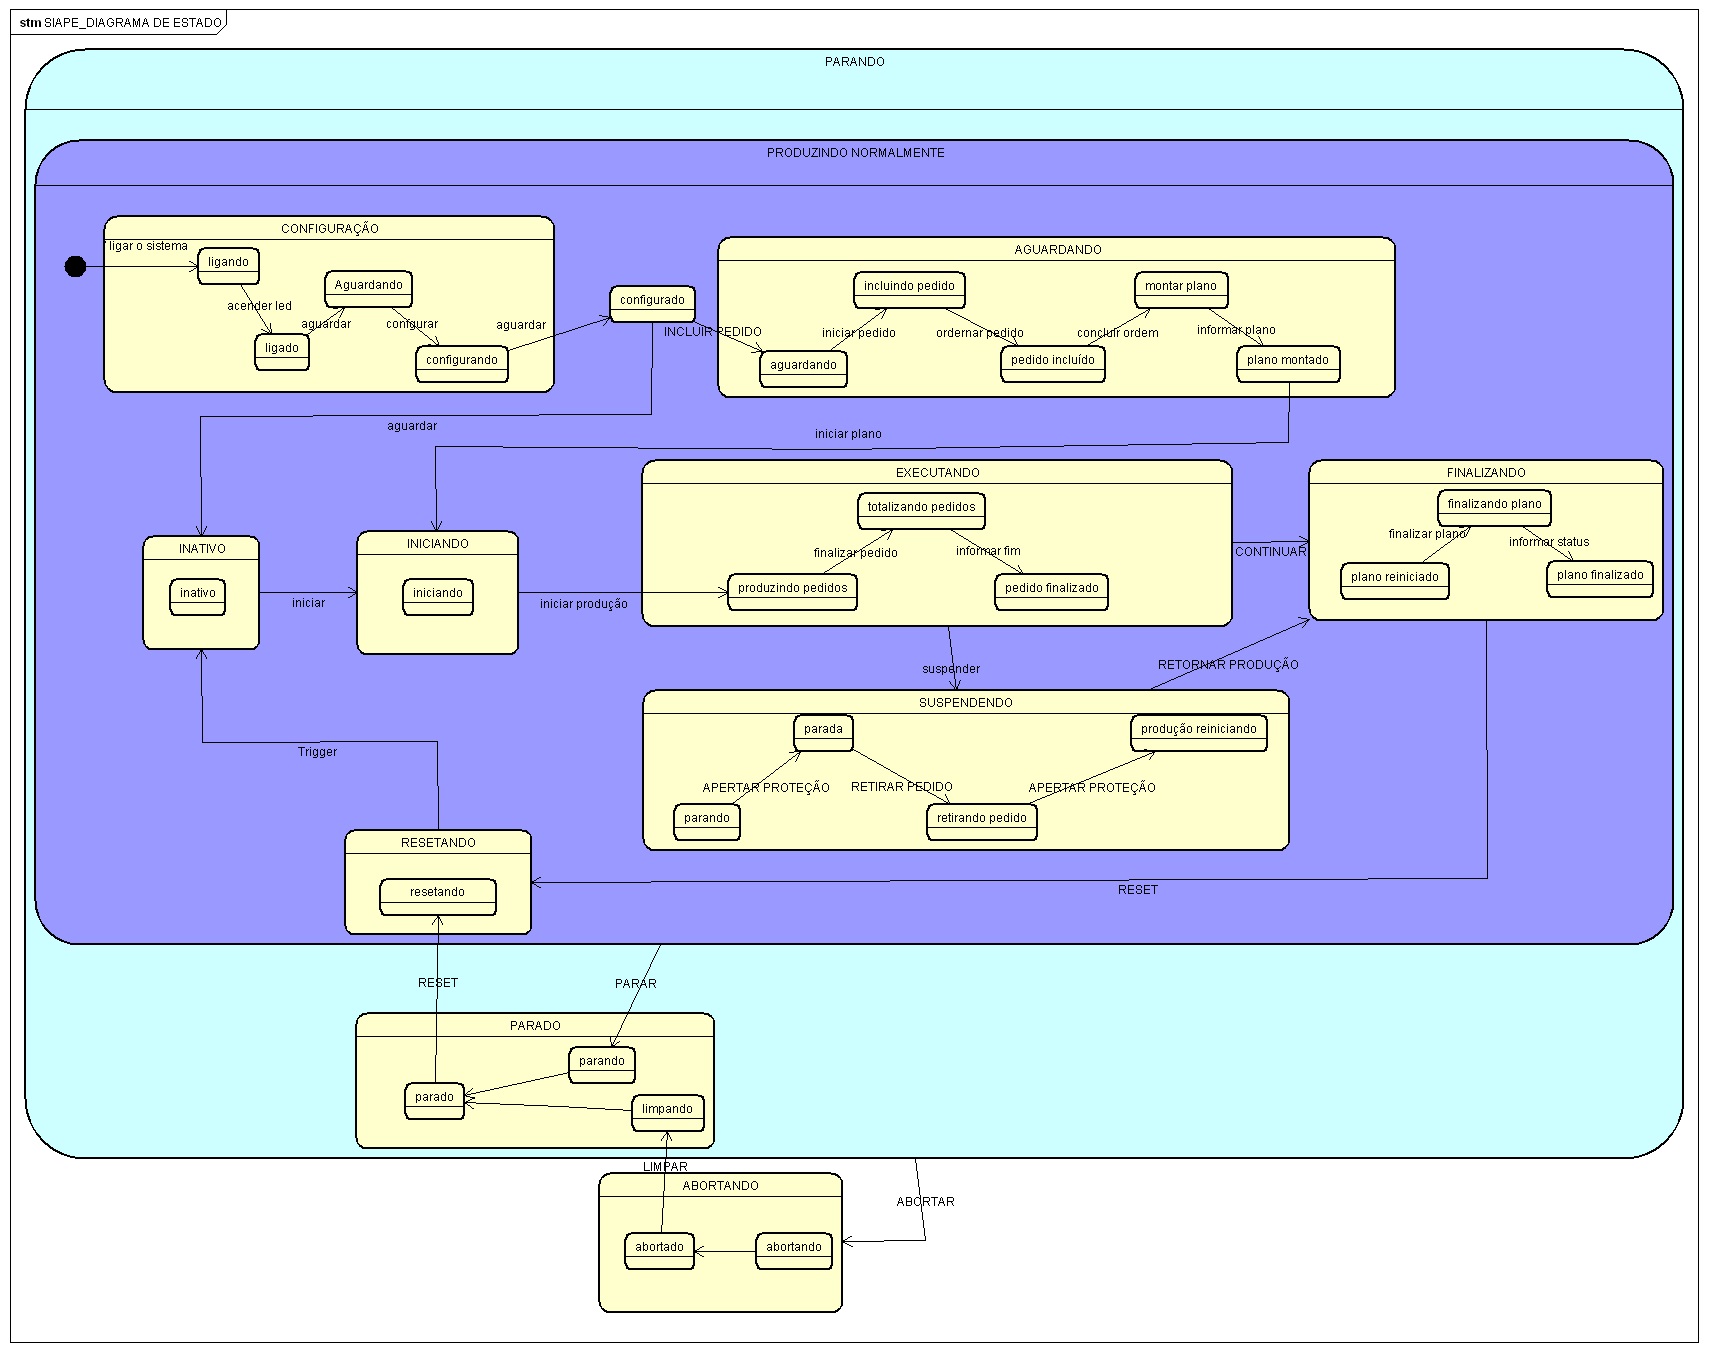 stm SIAPE_DIAGRAMA DE ESTADO
PARANDO
PRODUZINDO NORMALMENTE
CONFIGURAÇÃO
ligar o sistema
ligando
acender led
ligado
aguardar
Aguardando
configurar
configurando
aguardar
configurado
INCLUIR PEDIDO
AGUARDANDO
aguardando
iniciar pedido
incluindo pedido
ordernar pedido
pedido incluído
concluir ordem
montar plano
informar plano
plano montado
aguardar
iniciar plano
INATIVO
inativo
iniciar
INICIANDO
iniciando
iniciar produção
EXECUTANDO
totalizando pedidos
finalizar pedido
informar fim
produzindo pedidos
pedido finalizado
CONTINUAR
FINALIZANDO
finalizando plano
finalizar plano
informar status
plano reiniciado
plano finalizado
suspender
RETORNAR PRODUÇÃO
SUSPENDENDO
parada
produção reiniciando
APERTAR PROTEÇÃO
RETIRAR PEDIDO
APERTAR PROTEÇÃO
parando
retirando pedido
Trigger
RESETANDO
resetando
RESET
RESET
PARAR
PARADO
parando
parado
limpando
LIMPAR
ABORTANDO
ABORTAR
abortado
abortando